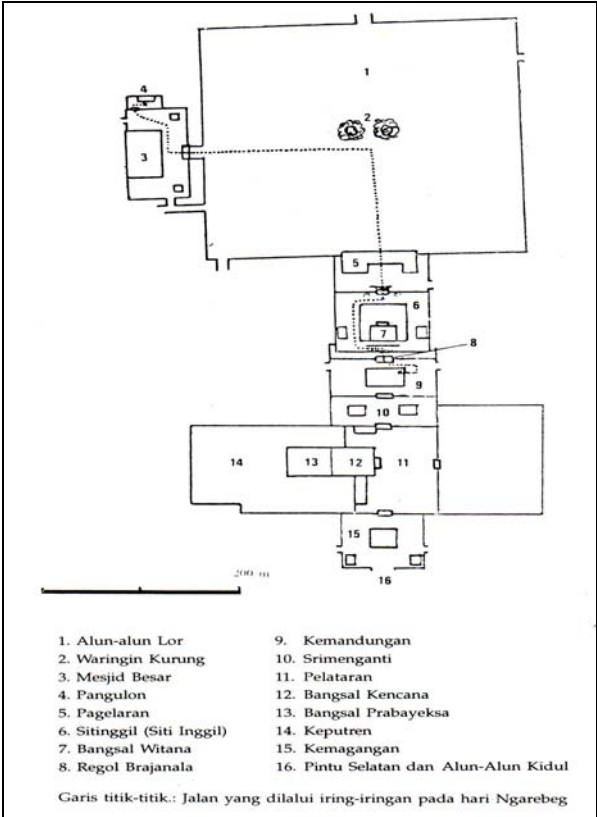 1
2
3
4
5
6
7
8
9
10
11
12
13
14
15
16
200 m
1. Alun-alun Lor
2. Waringin Kurung
3. Mesjid Besar
4. Pangulon
5. Pagelaran
6. Sitinggil (Siti Inggil)
7. Bangsal Witana
8. Regol Brajanala
9. Kemandungan
10. Srimenganti
11. Pelataran
12. Bangsal Kencana
13. Bangsal Prabayeksa
14. Keputren
15. Kemagangan
16. Pintu Selatan dan Alun-Alun Kidul
Garis titik-titik.: Jalan yang dilalui iring-iringan pada hari Ngarebeg